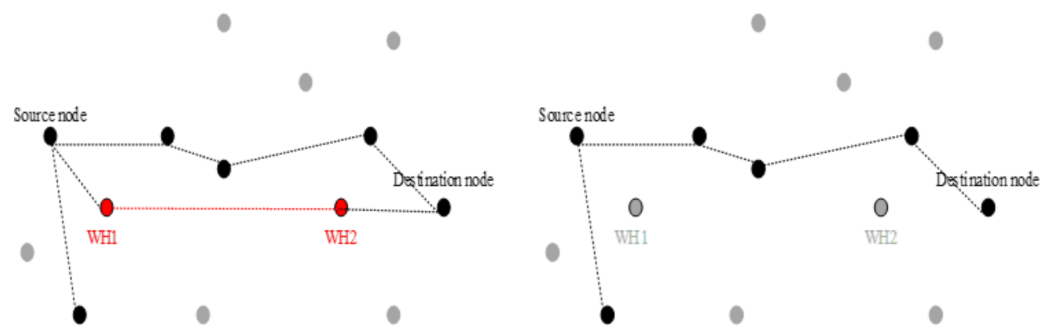 Source node
Destination node
WH1
WH2
Source node
Destination node
WH1
WH2